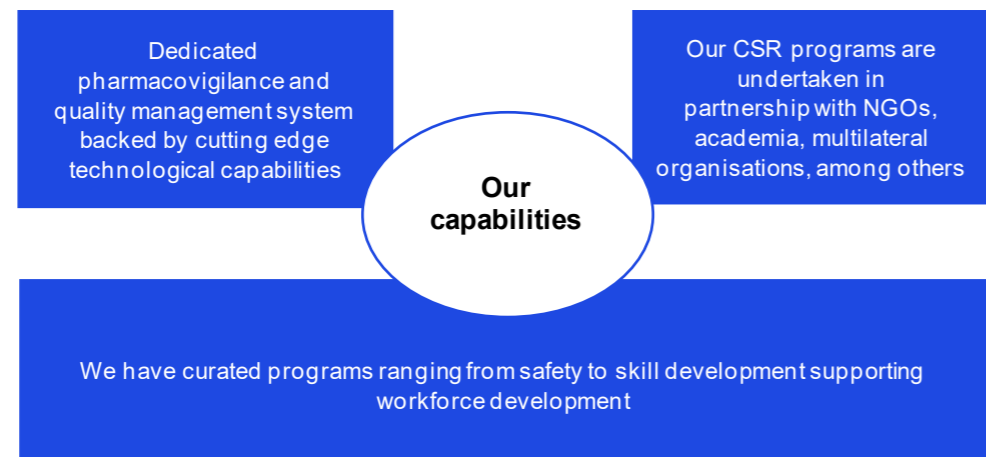 Dedicated
pharmacovigilance and
quality management system
backed by cutting edge
technological capabilities
Our CSR programs are
undertaken in
partnership with NGOs,
academia, multilateral
organisations, among others
Our
capabilities
We have curated programs ranging from safety to skill development supporting
workforce development